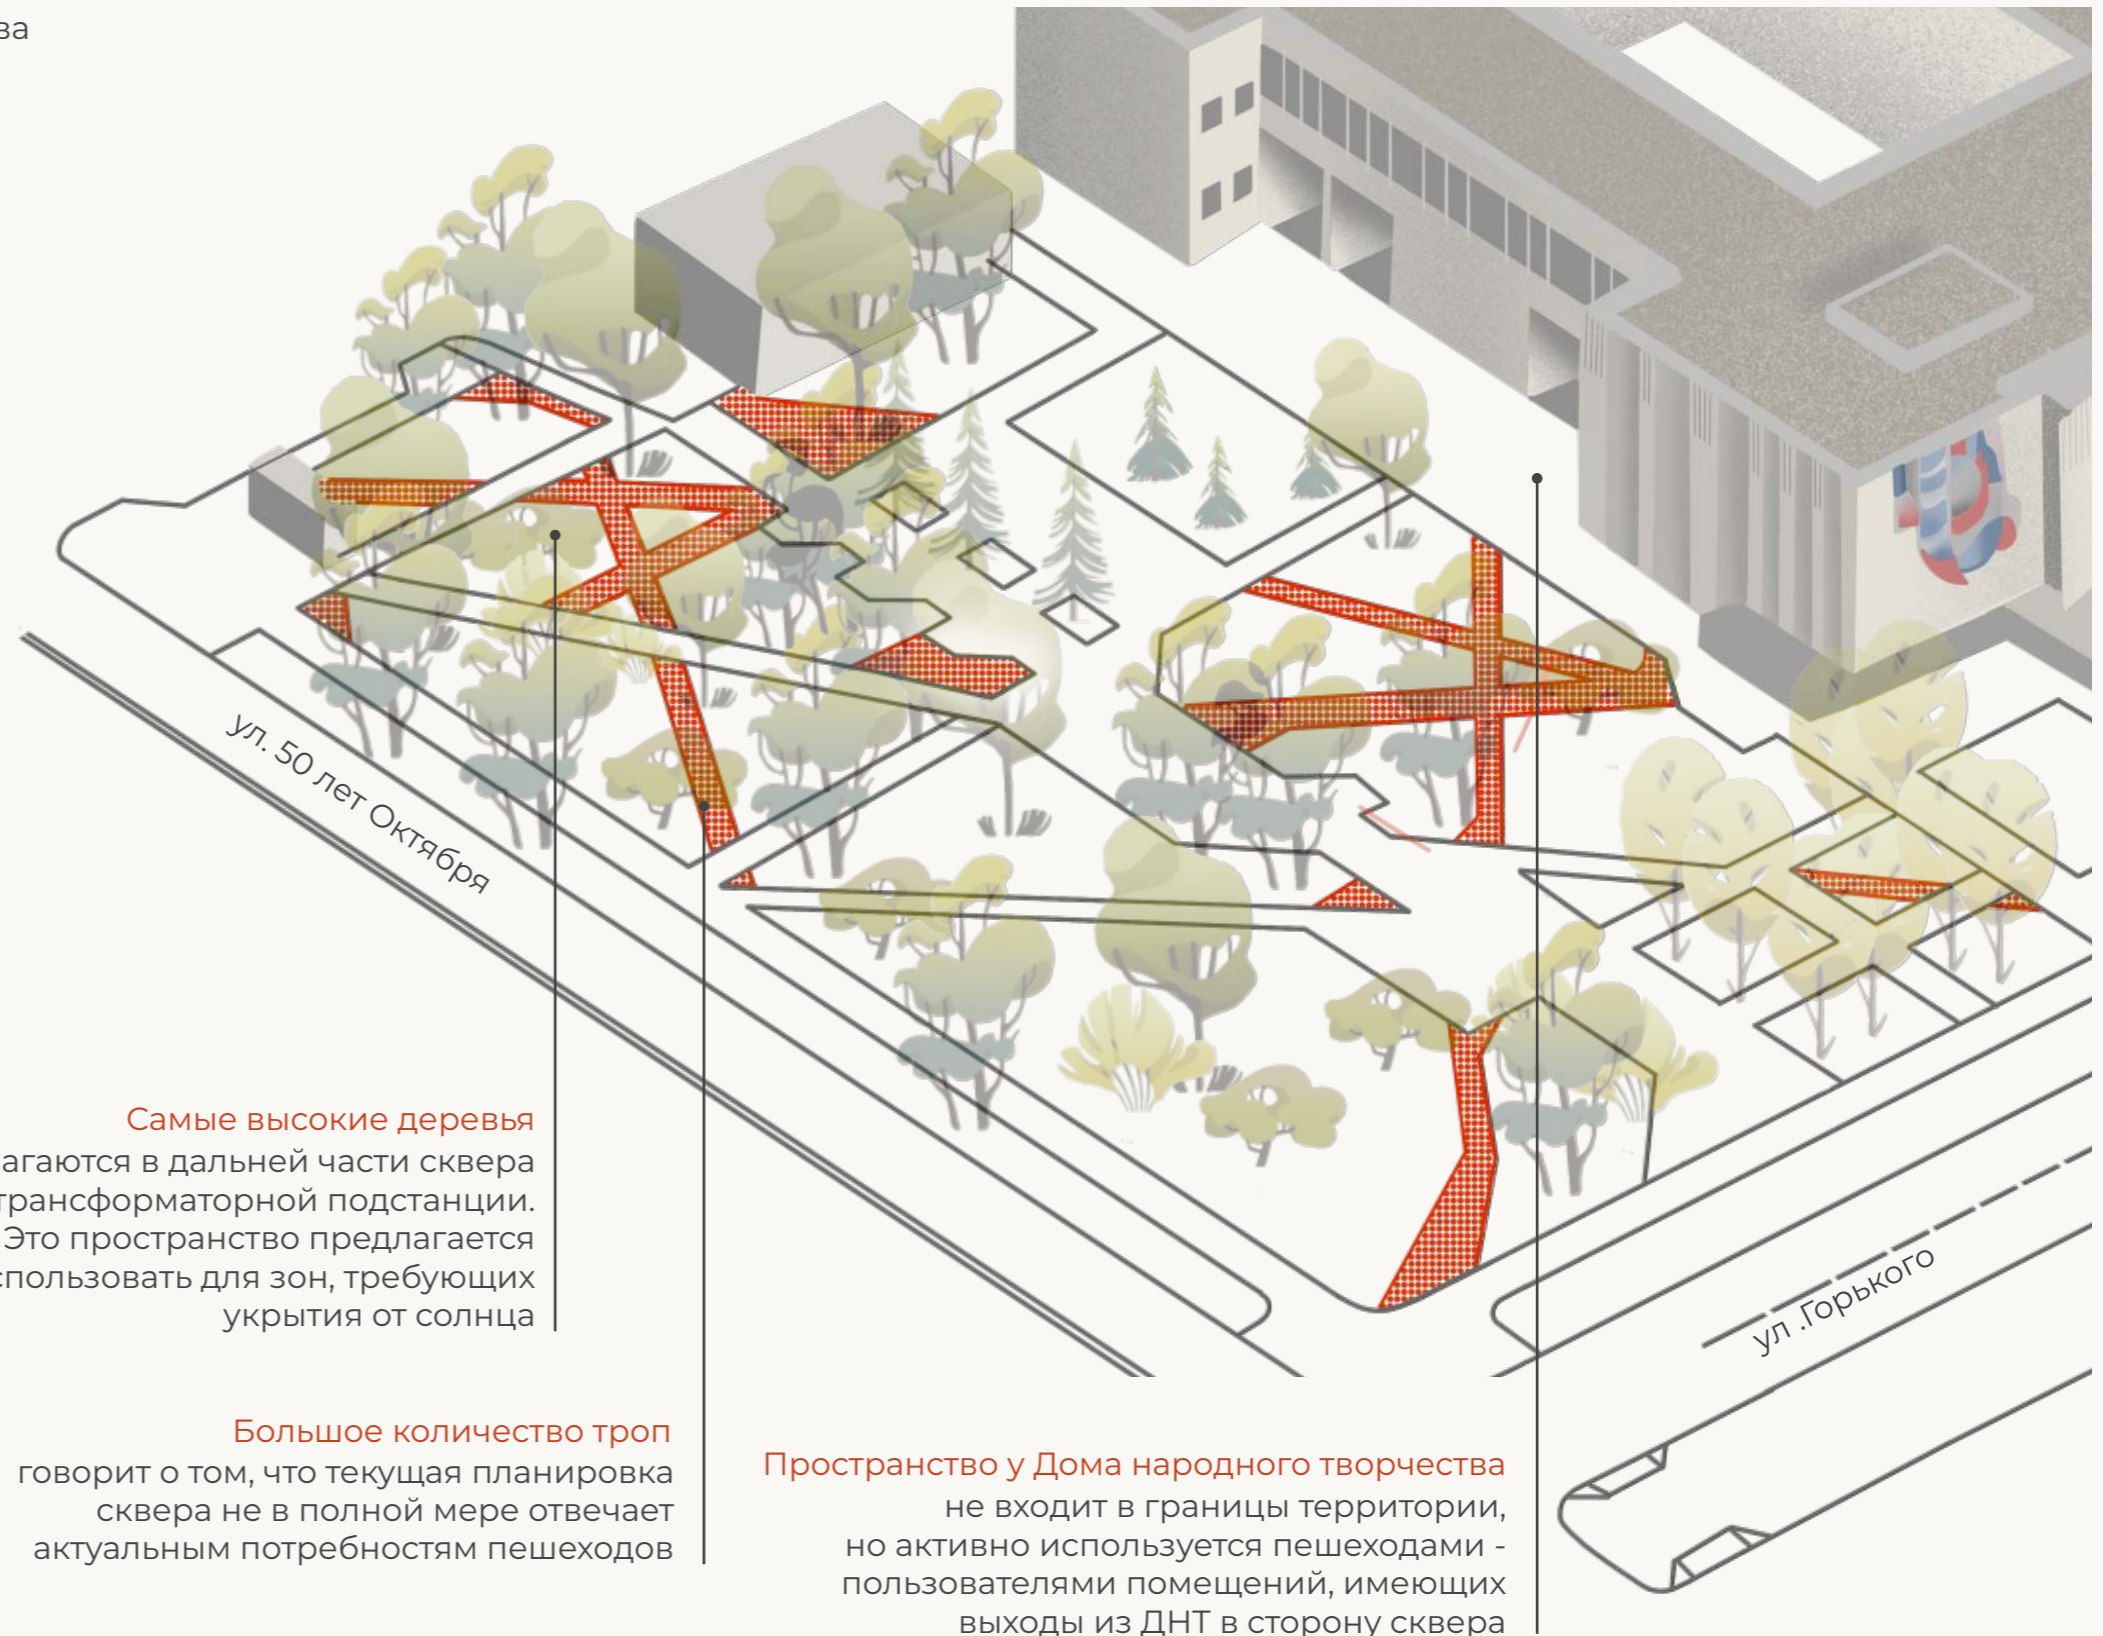 ва
ул. 50 лет Октября
Самые высокие деревья
агаются в дальней части сквера
трансформаторной подстанции.
Это пространство предлагается
спользовать для зон, требующих
укрытия от солнца
ул .Горького
Большое количество троп
говорит о том, что текущая планировка
сквера не в полной мере отвечает
актуальным потребностям пешеходов
Пространство у Дома народного творчества
не входит в границы территории,
но активно используется пешеходами -
пользователями помещений, имеющих
выходы из ДНТ в сторону сквера